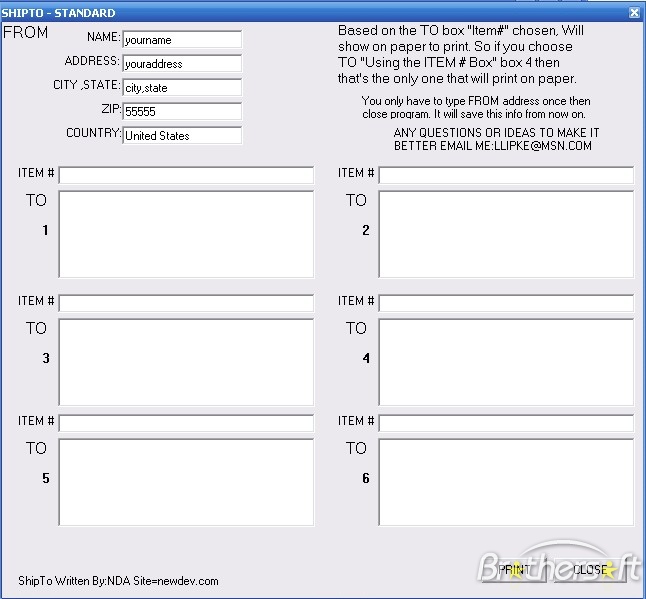 SHIPTO - STANDARD
FROM
NAME: yourname
ADDRESS: youraddress
CITY ,STATE: city,state
ZIP: 55555
COUNTRY: United States
Based on the TO box "Item#" chosen, Will
show on paper to print. So if you choose
TO "Using the ITEM # Box" box 4 then
that's the only one that will print on paper.
You only have to type FROM address once then
close program. It will save this info from now on.
ANY QUESTIONS OR IDEAS TO MAKE IT
BETTER EMAIL ME:LLIPKE@MSN.COM
ITEM #
TO
1
ITEM #
TO
2
ITEM #
TO
3
ITEM #
TO
4
ITEM #
TO
5
ITEM #
TO
6
PRINT
CLOSE
Brothersoft
ShipTo Written By:NDA Site=newdev.com